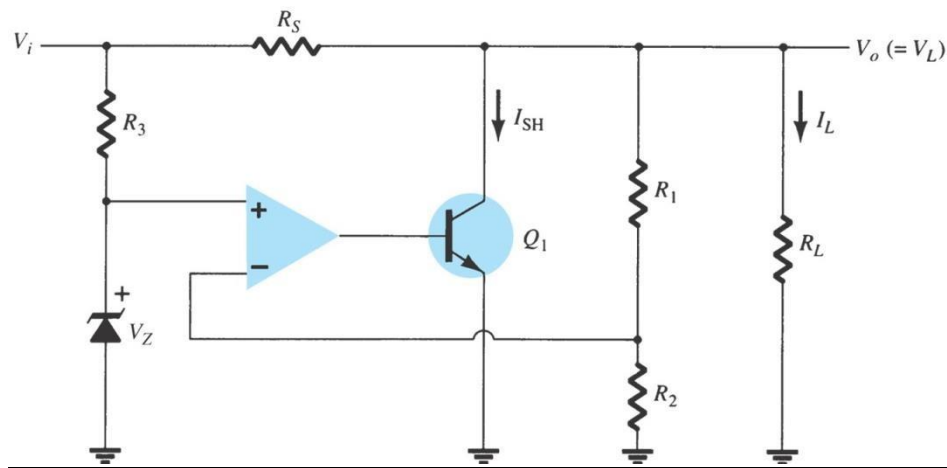 R_S
V_i
V_o (= V_L)
R_3
I_SH
I_L
+
Q_1
R_1
R_L
−
+
V_Z
R_2